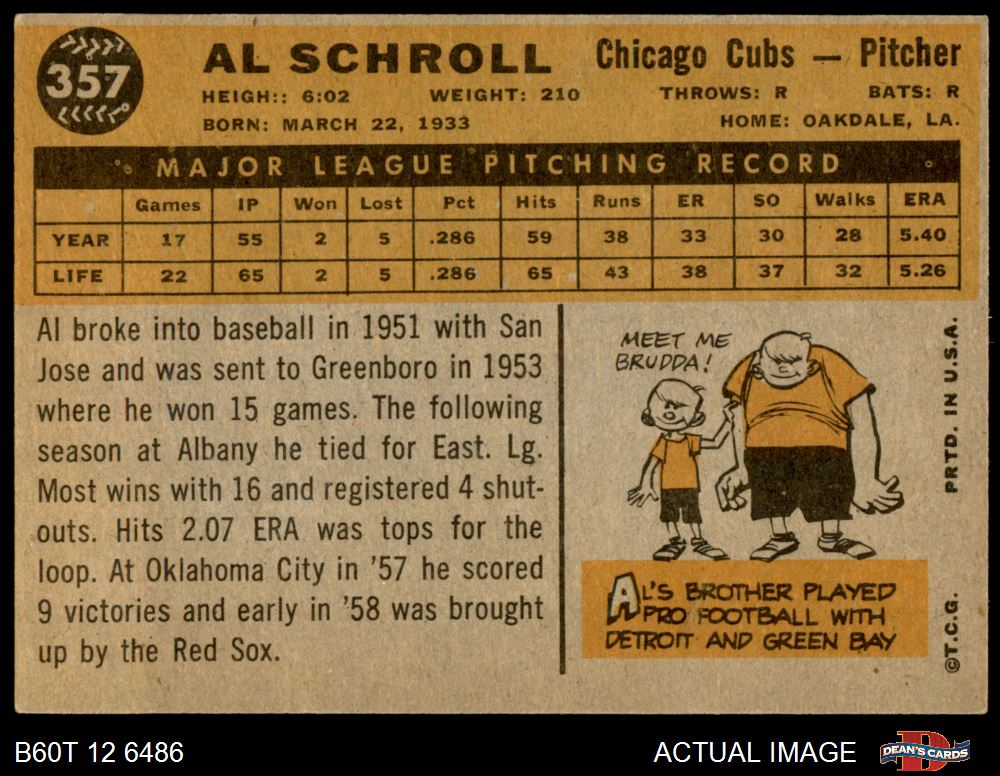 357
AL SCHROLL
Chicago Cubs — Pitcher
HEIGH:: 6:02 WEIGHT: 210 THROWS: R BATS: R
BORN: MARCH 22, 1933 HOME: OAKDALE, LA.
MAJOR LEAGUE PITCHING RECORD
Games IP Won Lost Pct Hits Runs ER SO Walks ERA
YEAR 17 55 2 5 .286 59 38 33 30 28 5.40
LIFE 22 65 2 5 .286 65 43 38 37 32 5.26
Al broke into baseball in 1951 with San
Jose and was sent to Greenboro in 1953
where he won 15 games. The following
season at Albany he tied for East. Lg.
Most wins with 16 and registered 4 shut-
outs. Hits 2.07 ERA was tops for the
loop. At Oklahoma City in '57 he scored
9 victories and early in '58 was brought
up by the Red Sox.
MEET ME
BRUDDA!
AL'S BROTHER PLAYED
PRO FOOTBALL WITH
DETROIT AND GREEN BAY
©T.C.G. PRTD. IN U.S.A.
B60T 12 6486
ACTUAL IMAGE
D
DEAN'S CARDS